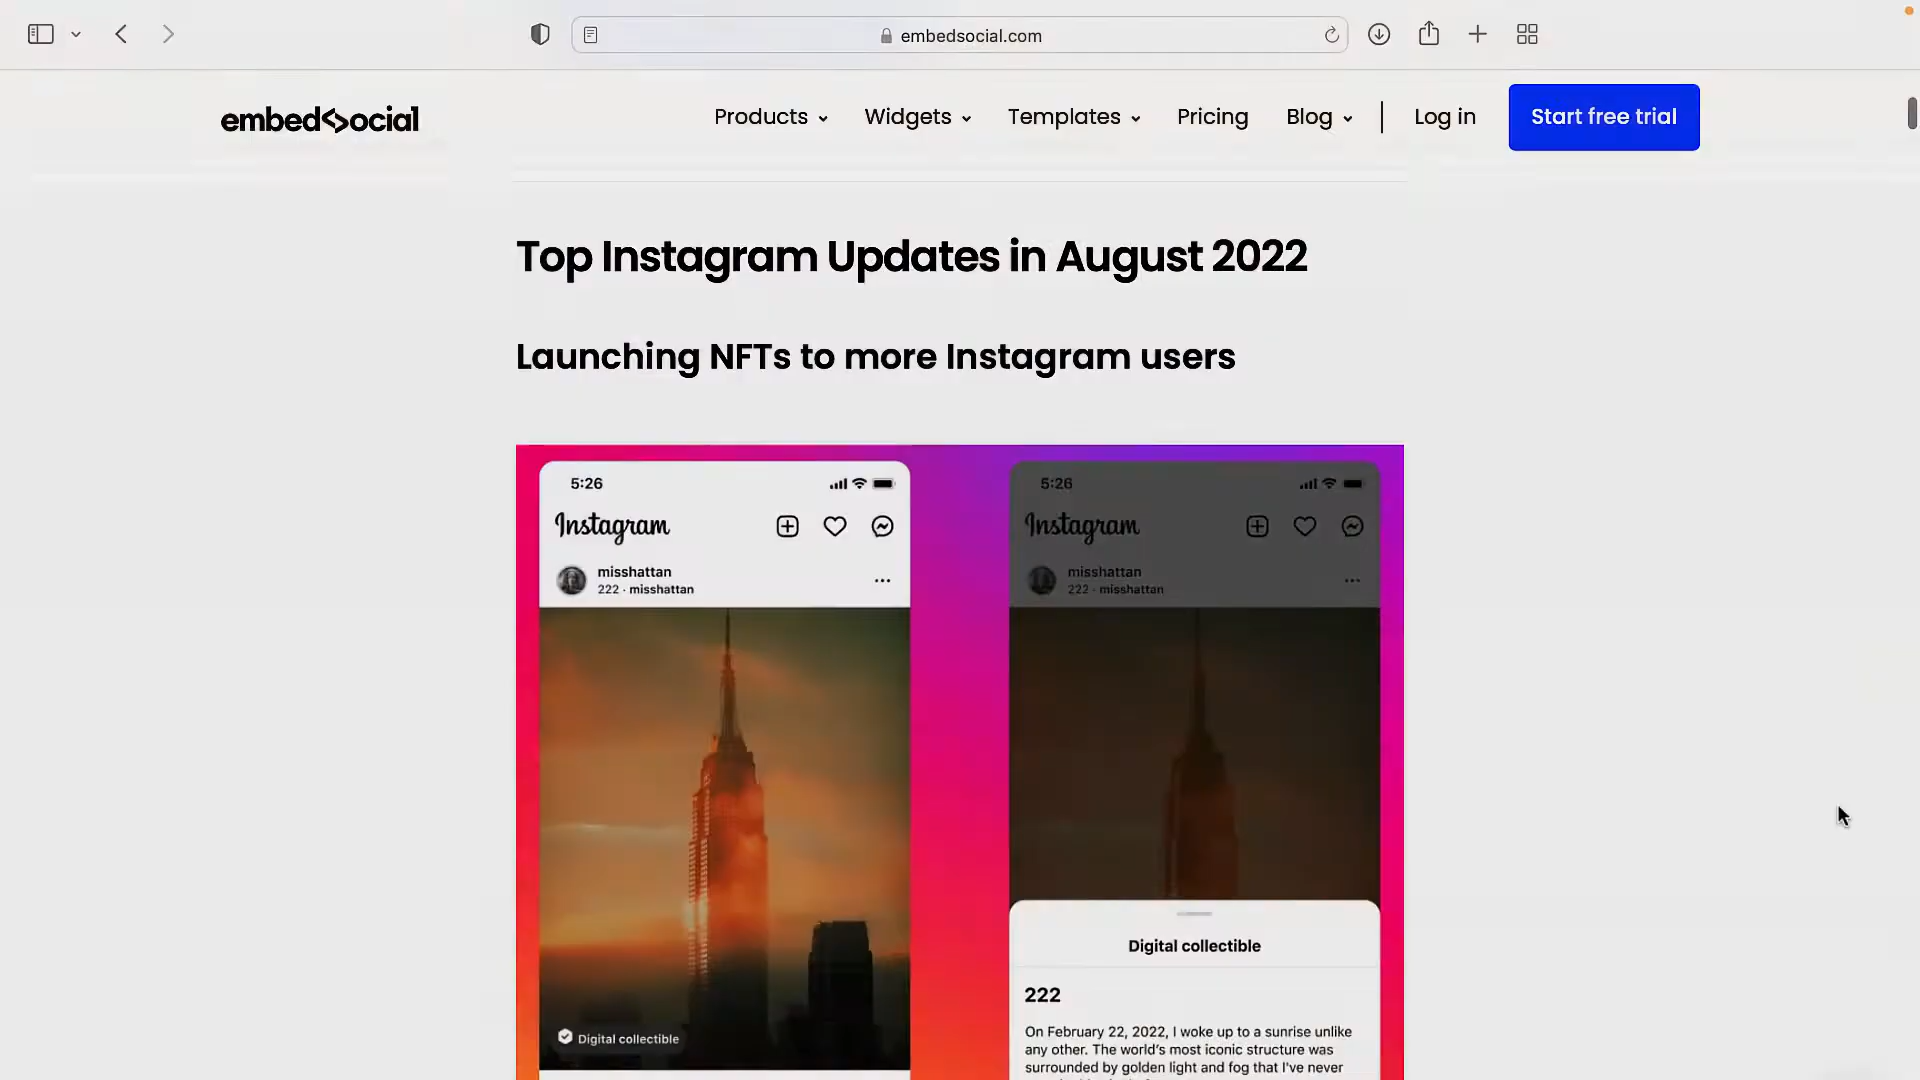 embedsocial.com
embedsocial
Products
Widgets
Templates
Pricing
Blog
Log in
Start free trial
Top Instagram Updates in August 2022
Launching NFTs to more Instagram users
5:26
Instagram
misshattan
222 · misshattan
Digital collectible
5:26
Instagram
misshattan
222 · misshattan
Digital collectible
222
On February 22, 2022, I woke up to a sunrise unlike
any other. The world's most iconic structure was
surrounded by golden light and fog that I've never